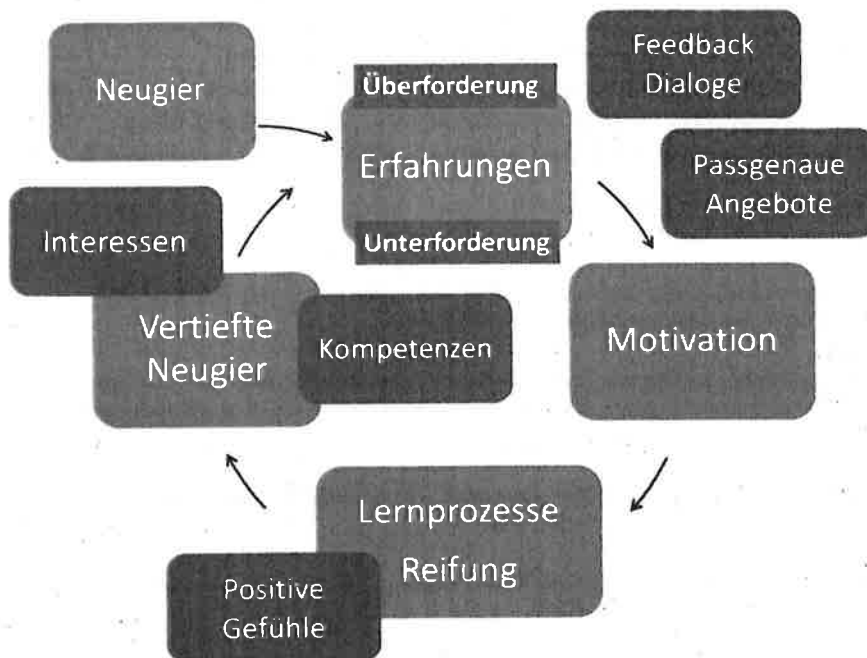 Neugier
Überforderung
Erfahrungen
Unterforderung
Feedback
Dialoge
Passgenaue
Angebote
Motivation
Lernprozesse
Reifung
Positive
Gefühle
Interessen
Vertiefte
Neugier
Kompetenzen